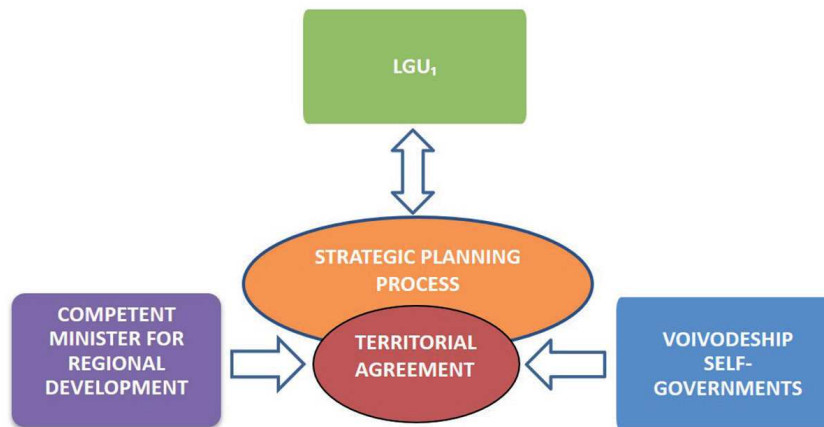 LGU₁
STRATEGIC PLANNING
PROCESS
COMPETENT
MINISTER FOR
REGIONAL
DEVELOPMENT
TERRITORIAL
AGREEMENT
VOIVODESHIP
SELF-
GOVERNMENTS